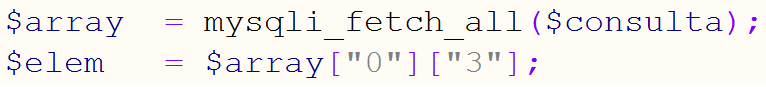 $array  = mysqli_fetch_all($consulta);
$elem   = $array["0"]["3"];